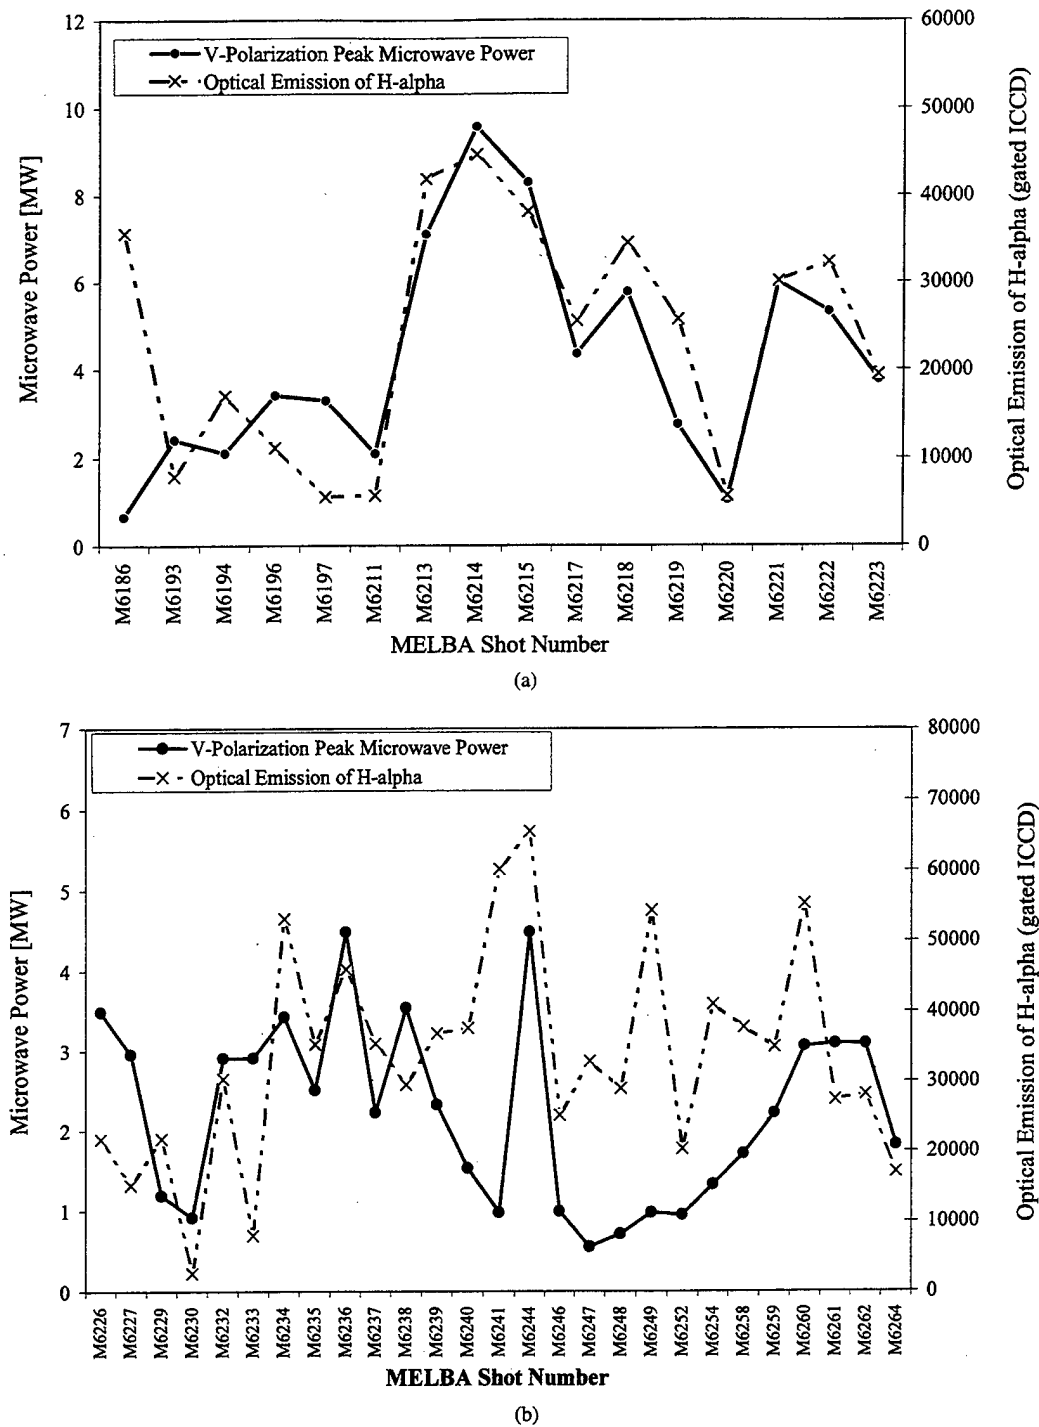 12
10
8
6
4
2
0
Microwave Power [MW]
V-Polarization Peak Microwave Power
Optical Emission of H-alpha
60000
50000
40000
30000
20000
10000
0
Optical Emission of H-alpha (gated ICCD)
M6186
M6193
M6194
M6196
M6197
M6211
M6213
M6214
M6215
M6217
M6218
M6219
M6220
M6221
M6222
M6223
MELBA Shot Number
(a)
7
6
5
4
3
2
1
0
Microwave Power [MW]
V-Polarization Peak Microwave Power
Optical Emission of H-alpha
80000
70000
60000
50000
40000
30000
20000
10000
0
Optical Emission of H-alpha (gated ICCD)
M6226
M6227
M6229
M6230
M6232
M6233
M6234
M6235
M6236
M6237
M6238
M6239
M6240
M6241
M6244
M6246
M6247
M6248
M6249
M6252
M6254
M6258
M6259
M6260
M6261
M6262
M6264
MELBA Shot Number
(b)